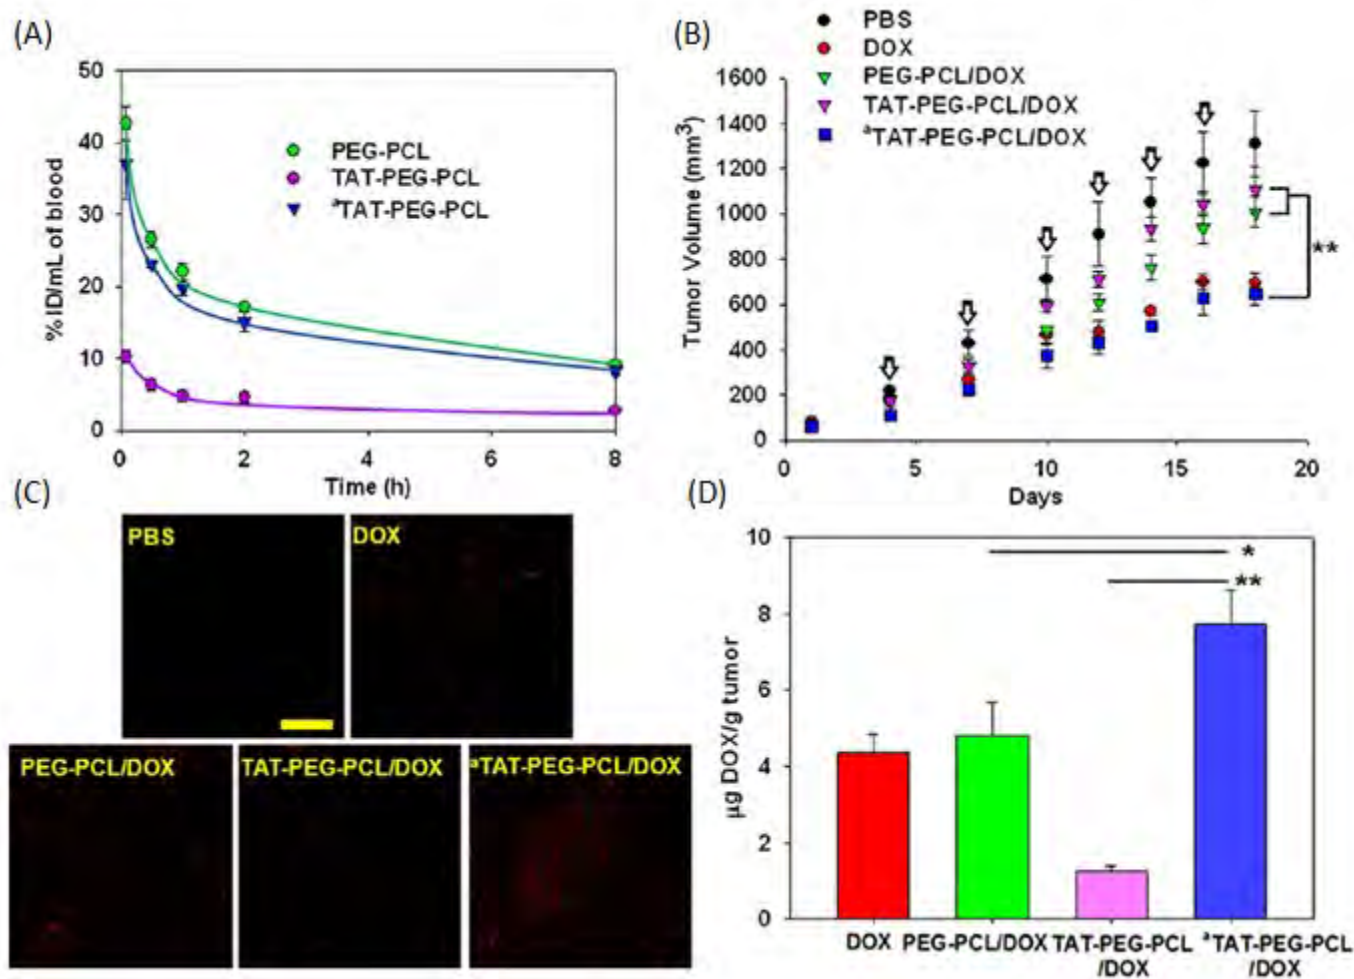 (A)
50
40
30
20
10
0
%ID/mL of blood
PEG-PCL
TAT-PEG-PCL
ᵃTAT-PEG-PCL
0 2 4 6 8
Time (h)
(B)
PBS
DOX
PEG-PCL/DOX
TAT-PEG-PCL/DOX
ᵃTAT-PEG-PCL/DOX
1600
1400
1200
1000
800
600
400
200
0
Tumor Volume (mm³)
**
0 5 10 15 20
Days
(C)
PBS
DOX
PEG-PCL/DOX
TAT-PEG-PCL/DOX
ᵃTAT-PEG-PCL/DOX
(D)
10
8
6
4
2
0
µg DOX/g tumor
*
**
DOX PEG-PCL/DOX TAT-PEG-PCL ᵃTAT-PEG-PCL
/DOX /DOX